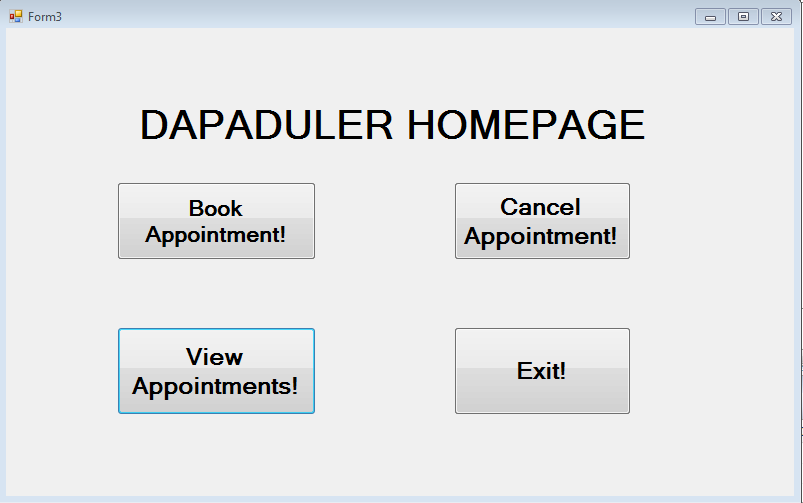 Form3
DAPADULER HOMEPAGE
Book
Appointment!
Cancel
Appointment!
View
Appointments!
Exit!